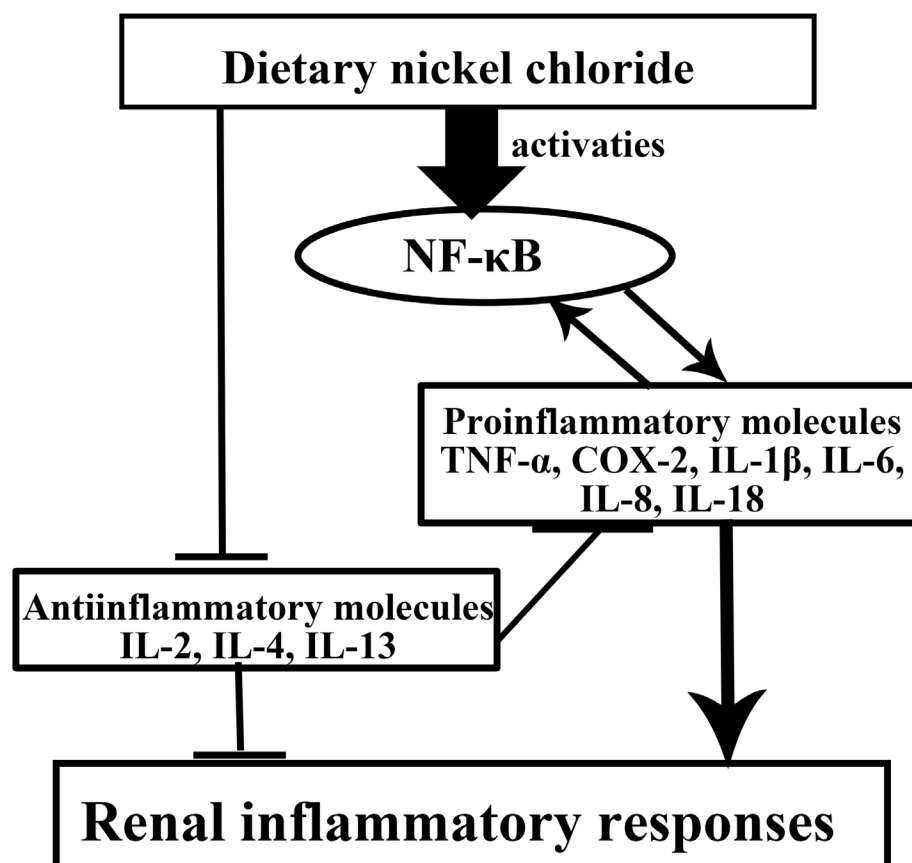 Dietary nickel chloride
activaties
NF-κB
Proinflammatory molecules
TNF-α, COX-2, IL-1β, IL-6,
IL-8, IL-18
Antiinflammatory molecules
IL-2, IL-4, IL-13
Renal inflammatory responses